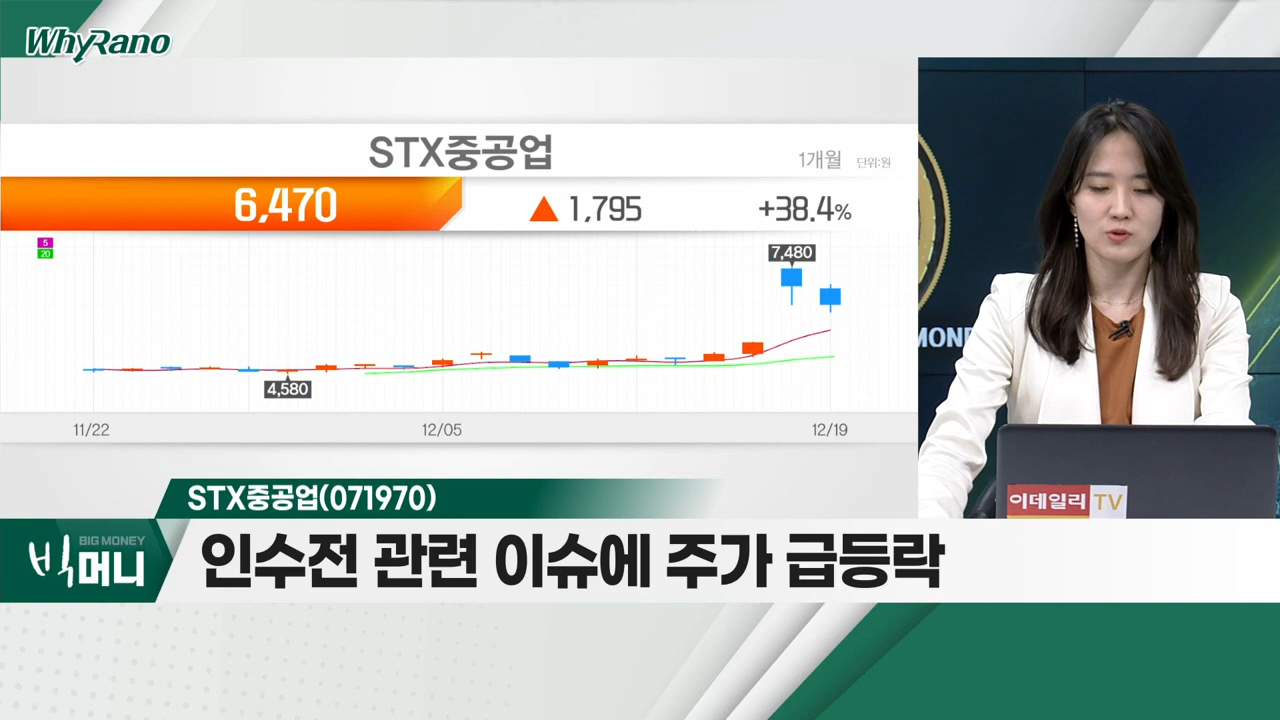 WhyRano
STX중공업
1개월 단위:원
6,470 ▲ 1,795 +38.4%
5
20
7,480
4,580
11/22 12/05 12/19
MONE
이데일리 TV
STX중공업(071970)
BIG MONEY
빅머니
인수전 관련 이슈에 주가 급등락